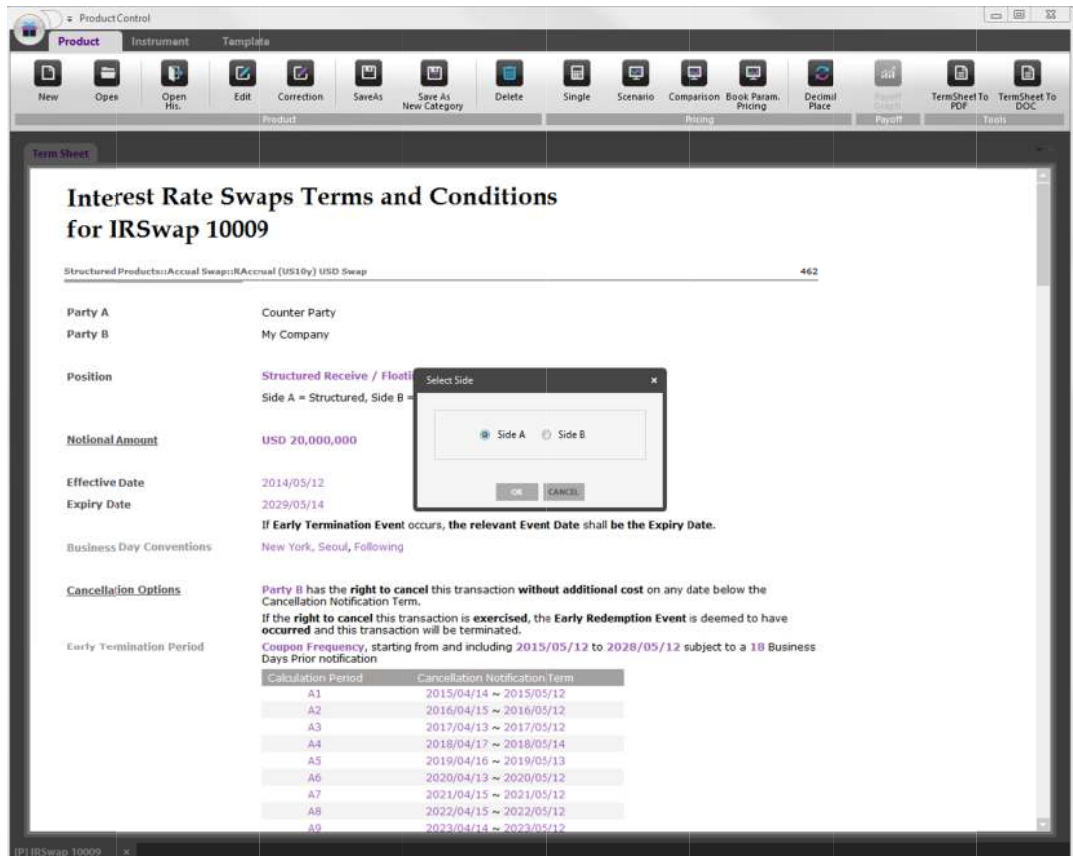 ProductControl
Product Instrument Template
New Open Open His. Edit Correction SaveAs Save As New Category Delete Single Scenario Comparison Book Param. Pricing Decimal Place Payoff Graph TermSheet To PDF TermSheet To DOC
Product Pricing Payoff Tools
Term Sheet
Interest Rate Swaps Terms and Conditions
for IRSwap 10009
Structured Products::Accual Swap::RAccrual (US10y) USD Swap 462
Party A Counter Party
Party B My Company
Position Structured Receive / Floati
Side A = Structured, Side B =
Select Side
Side A Side B
OK CANCEL
Notional Amount USD 20,000,000
Effective Date 2014/05/12
Expiry Date 2029/05/14
If Early Termination Event occurs, the relevant Event Date shall be the Expiry Date.
Business Day Conventions New York, Seoul, Following
Cancellation Options Party B has the right to cancel this transaction without additional cost on any date below the
Cancellation Notification Term.
If the right to cancel this transaction is exercised, the Early Redemption Event is deemed to have
occurred and this transaction will be terminated.
Early Termination Period Coupon Frequency, starting from and including 2015/05/12 to 2028/05/12 subject to a 18 Business
Days Prior notification
Calculation Period Cancellation Notification Term
A1 2015/04/14 ~ 2015/05/12
A2 2016/04/15 ~ 2016/05/12
A3 2017/04/13 ~ 2017/05/12
A4 2018/04/17 ~ 2018/05/14
A5 2019/04/16 ~ 2019/05/13
A6 2020/04/13 ~ 2020/05/12
A7 2021/04/15 ~ 2021/05/12
A8 2022/04/15 ~ 2022/05/12
A9 2023/04/14 ~ 2023/05/12
[P] IRSwap 10009